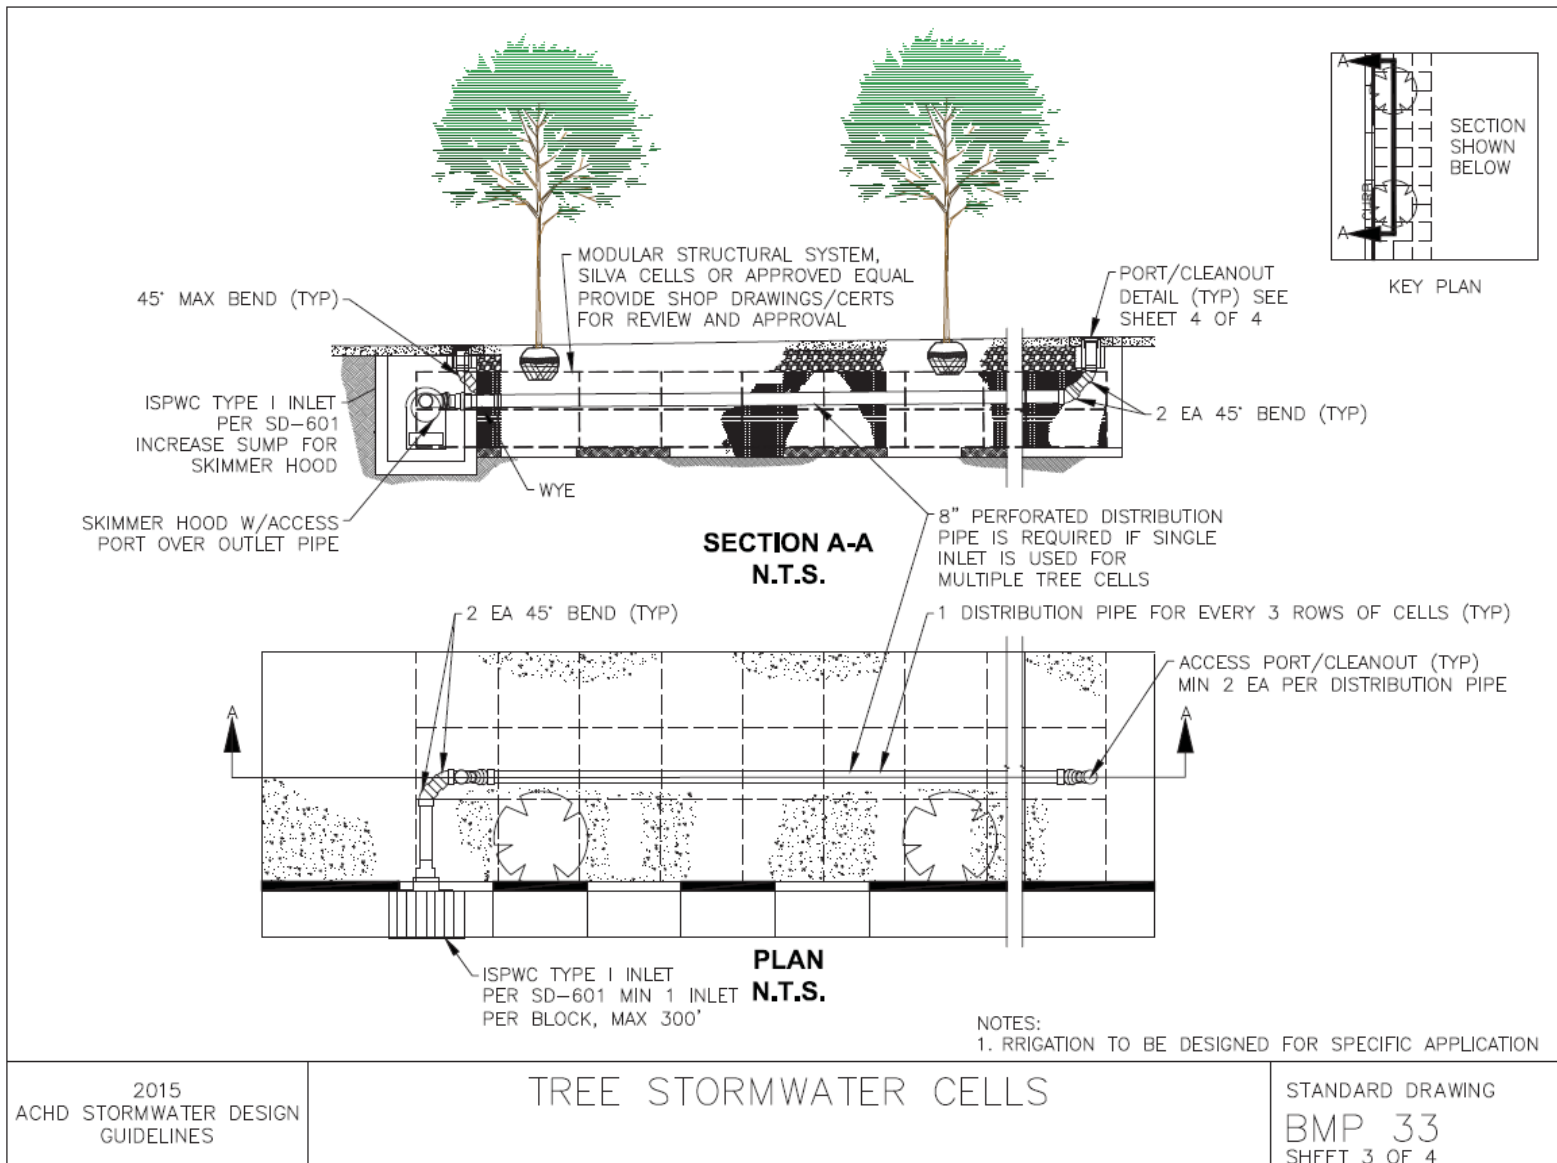 A
CURB
A
SECTION
SHOWN
BELOW
KEY PLAN
MODULAR STRUCTURAL SYSTEM,
SILVA CELLS OR APPROVED EQUAL
PROVIDE SHOP DRAWINGS/CERTS
FOR REVIEW AND APPROVAL
PORT/CLEANOUT
DETAIL (TYP) SEE
SHEET 4 OF 4
45° MAX BEND (TYP)
ISPWC TYPE I INLET
PER SD-601
INCREASE SUMP FOR
SKIMMER HOOD
2 EA 45° BEND (TYP)
WYE
SKIMMER HOOD W/ACCESS
PORT OVER OUTLET PIPE
SECTION A-A
N.T.S.
8" PERFORATED DISTRIBUTION
PIPE IS REQUIRED IF SINGLE
INLET IS USED FOR
MULTIPLE TREE CELLS
2 EA 45° BEND (TYP)
1 DISTRIBUTION PIPE FOR EVERY 3 ROWS OF CELLS (TYP)
ACCESS PORT/CLEANOUT (TYP)
MIN 2 EA PER DISTRIBUTION PIPE
A
A
ISPWC TYPE I INLET
PER SD-601 MIN 1 INLET
PER BLOCK, MAX 300'
PLAN
N.T.S.
NOTES:
1. RRIGATION TO BE DESIGNED FOR SPECIFIC APPLICATION
2015
ACHD STORMWATER DESIGN
GUIDELINES
TREE STORMWATER CELLS
STANDARD DRAWING
BMP 33
SHEET 3 OF 4